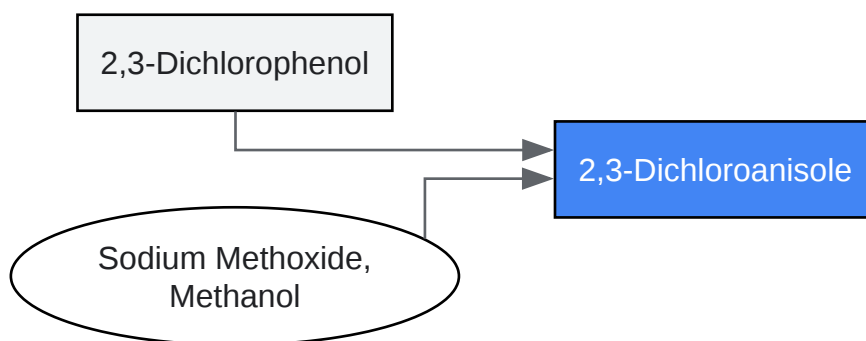 2,3-Dichlorophenol
2,3-Dichloroanisole
Sodium Methoxide,
Methanol